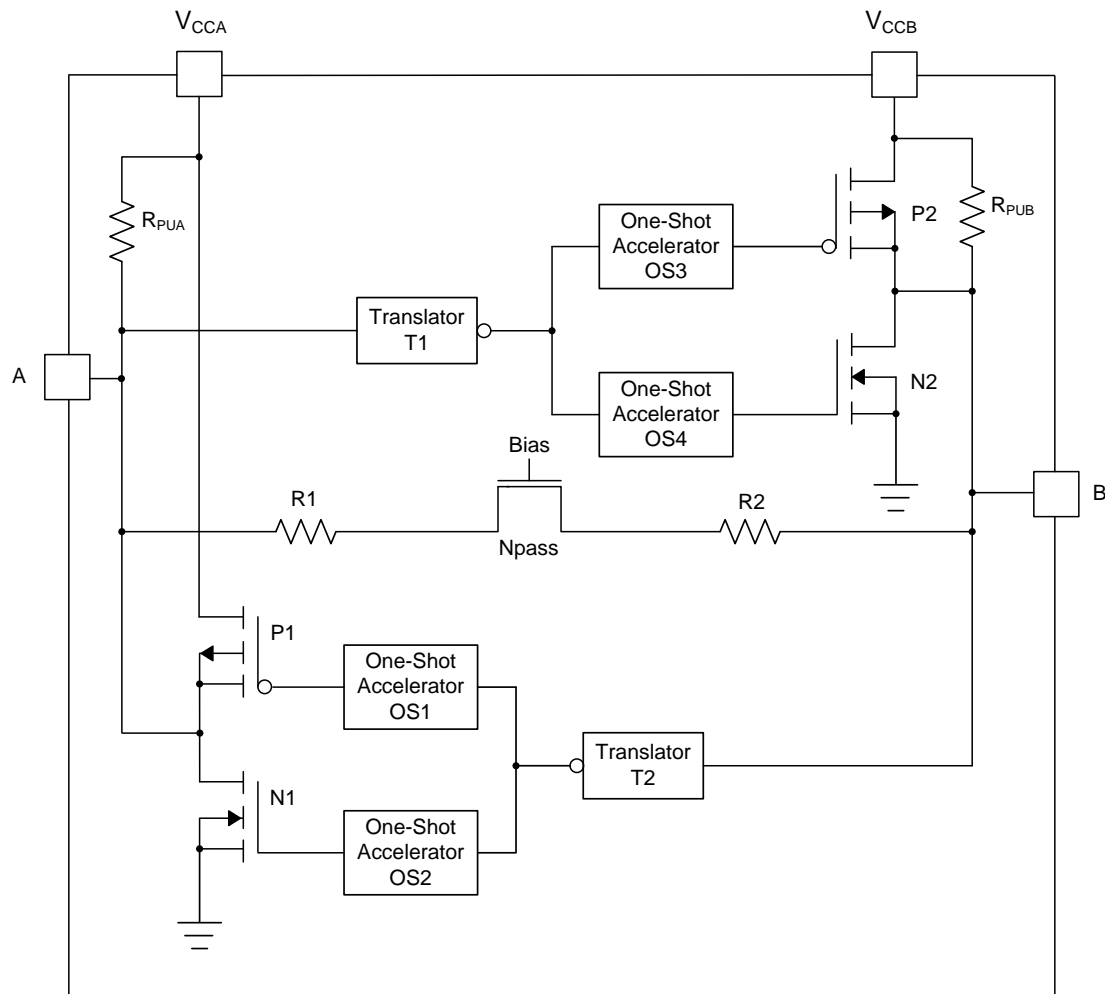 VCCA
VCCB
RPUA
One-Shot
Accelerator
OS3
P2
RPUB
Translator
T1
A
One-Shot
Accelerator
OS4
N2
Bias
R1
R2
B
Npass
P1
One-Shot
Accelerator
OS1
Translator
T2
N1
One-Shot
Accelerator
OS2